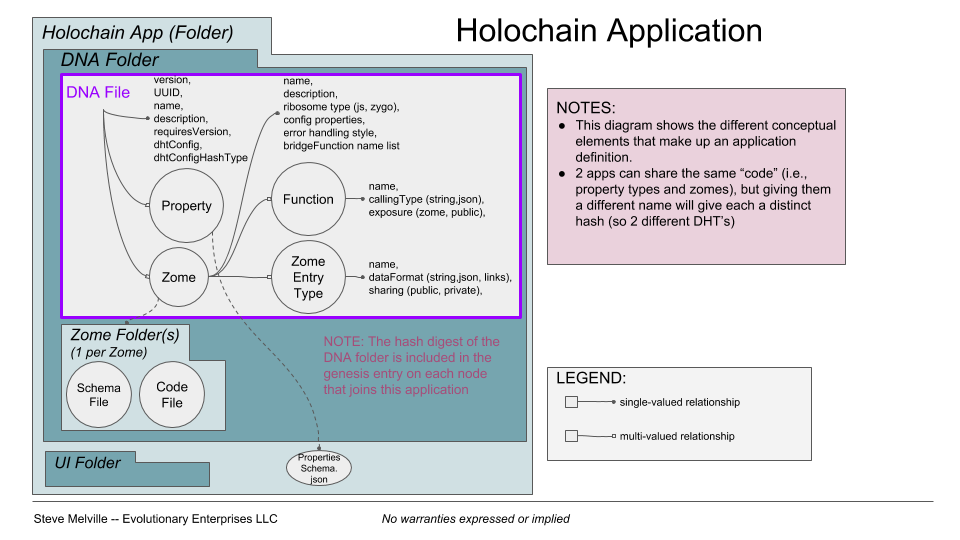 Holochain Application
Holochain App (Folder)
DNA Folder
DNA File
version,
UUID,
name,
description,
requiresVersion,
dhtConfig,
dhtConfigHashType
name,
description,
ribosome type (js, zygo),
config properties,
error handling style,
bridgeFunction name list
Property
Function
name,
callingType (string,json),
exposure (zome, public),
Zome
Zome
Entry
Type
name,
dataFormat (string,json, links),
sharing (public, private),
Zome Folder(s)
(1 per Zome)
Schema
File
Code
File
NOTE: The hash digest of the
DNA folder is included in the
genesis entry on each node
that joins this application
UI Folder
Properties
Schema.
json
NOTES:
● This diagram shows the different conceptual
elements that make up an application
definition.
● 2 apps can share the same “code” (i.e.,
property types and zomes), but giving them
a different name will give each a distinct
hash (so 2 different DHT’s)
LEGEND:
single-valued relationship
multi-valued relationship
Steve Melville -- Evolutionary Enterprises LLC
No warranties expressed or implied